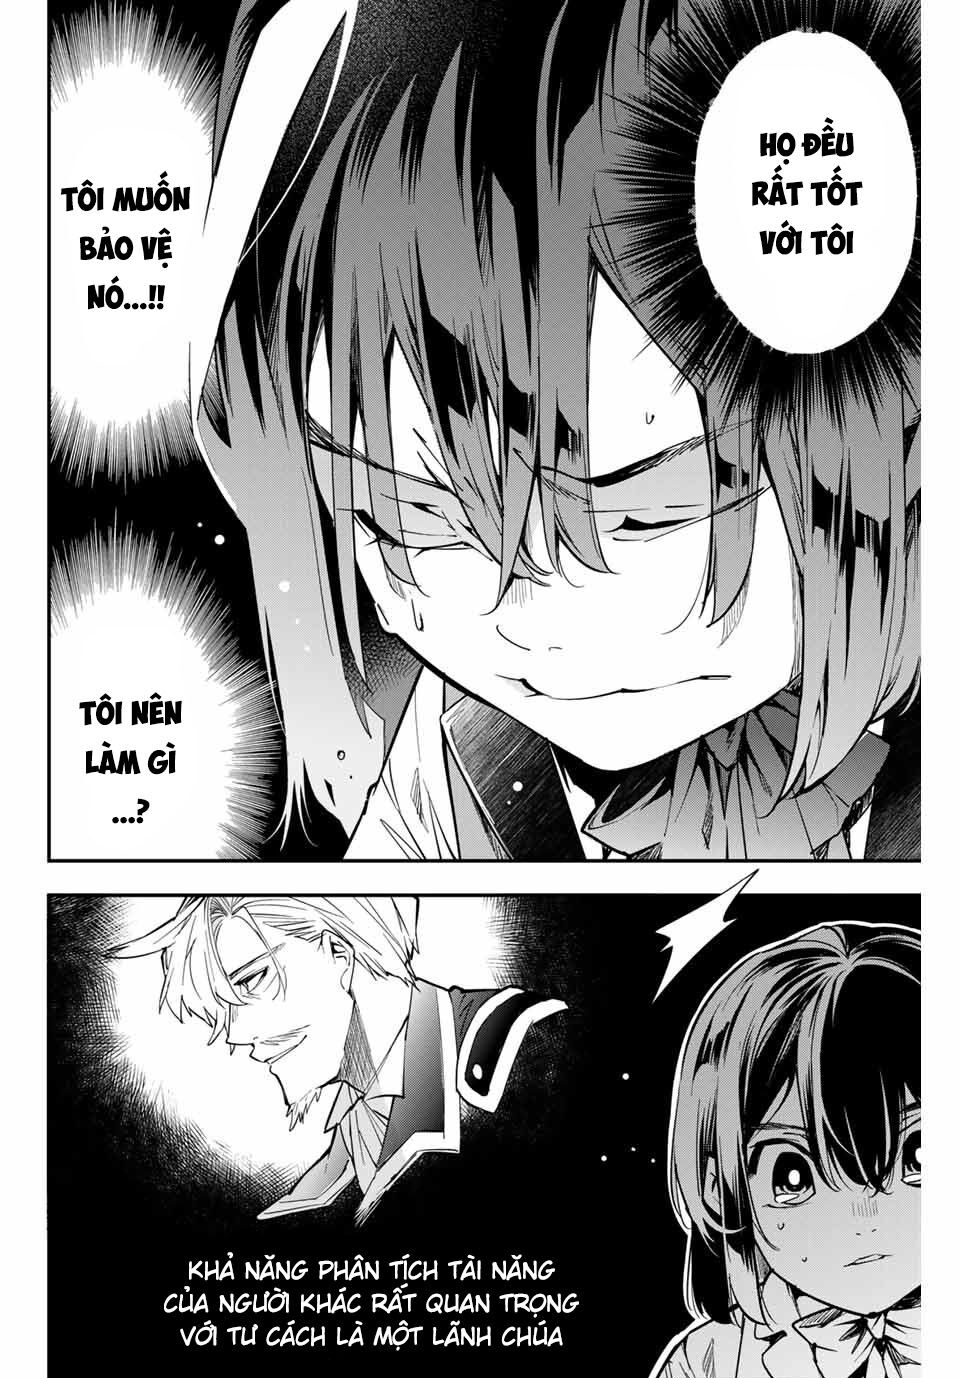 HỌ ĐỀU
RẤT TỐT
VỚI TÔI
TÔI MUỐN
BẢO VỆ
NÓ...!!
TÔI NÊN
LÀM GÌ
...?
KHẢ NĂNG PHÂN TÍCH TÀI NĂNG
CỦA NGƯỜI KHÁC RẤT QUAN TRỌNG
VỚI TƯ CÁCH LÀ MỘT LÃNH CHÚA